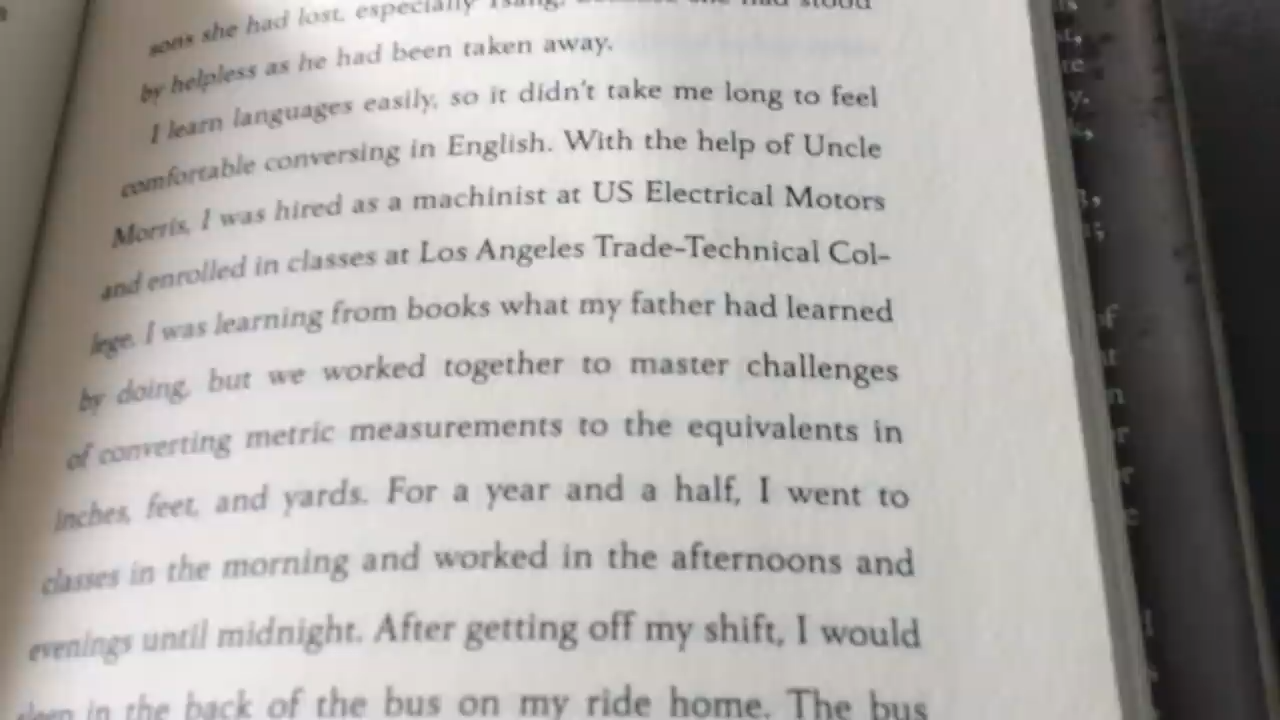 sons she had lost, especially Tsang, because she had stood
by helpless as he had been taken away.
I learn languages easily, so it didn't take me long to feel
comfortable conversing in English. With the help of Uncle
Morris, I was hired as a machinist at US Electrical Motors
and enrolled in classes at Los Angeles Trade–Technical Col-
lege. I was learning from books what my father had learned
by doing, but we worked together to master challenges
of converting metric measurements to the equivalents in
inches, feet, and yards. For a year and a half, I went to
classes in the morning and worked in the afternoons and
evenings until midnight. After getting off my shift, I would
sleep in the back of the bus on my ride home. The bus